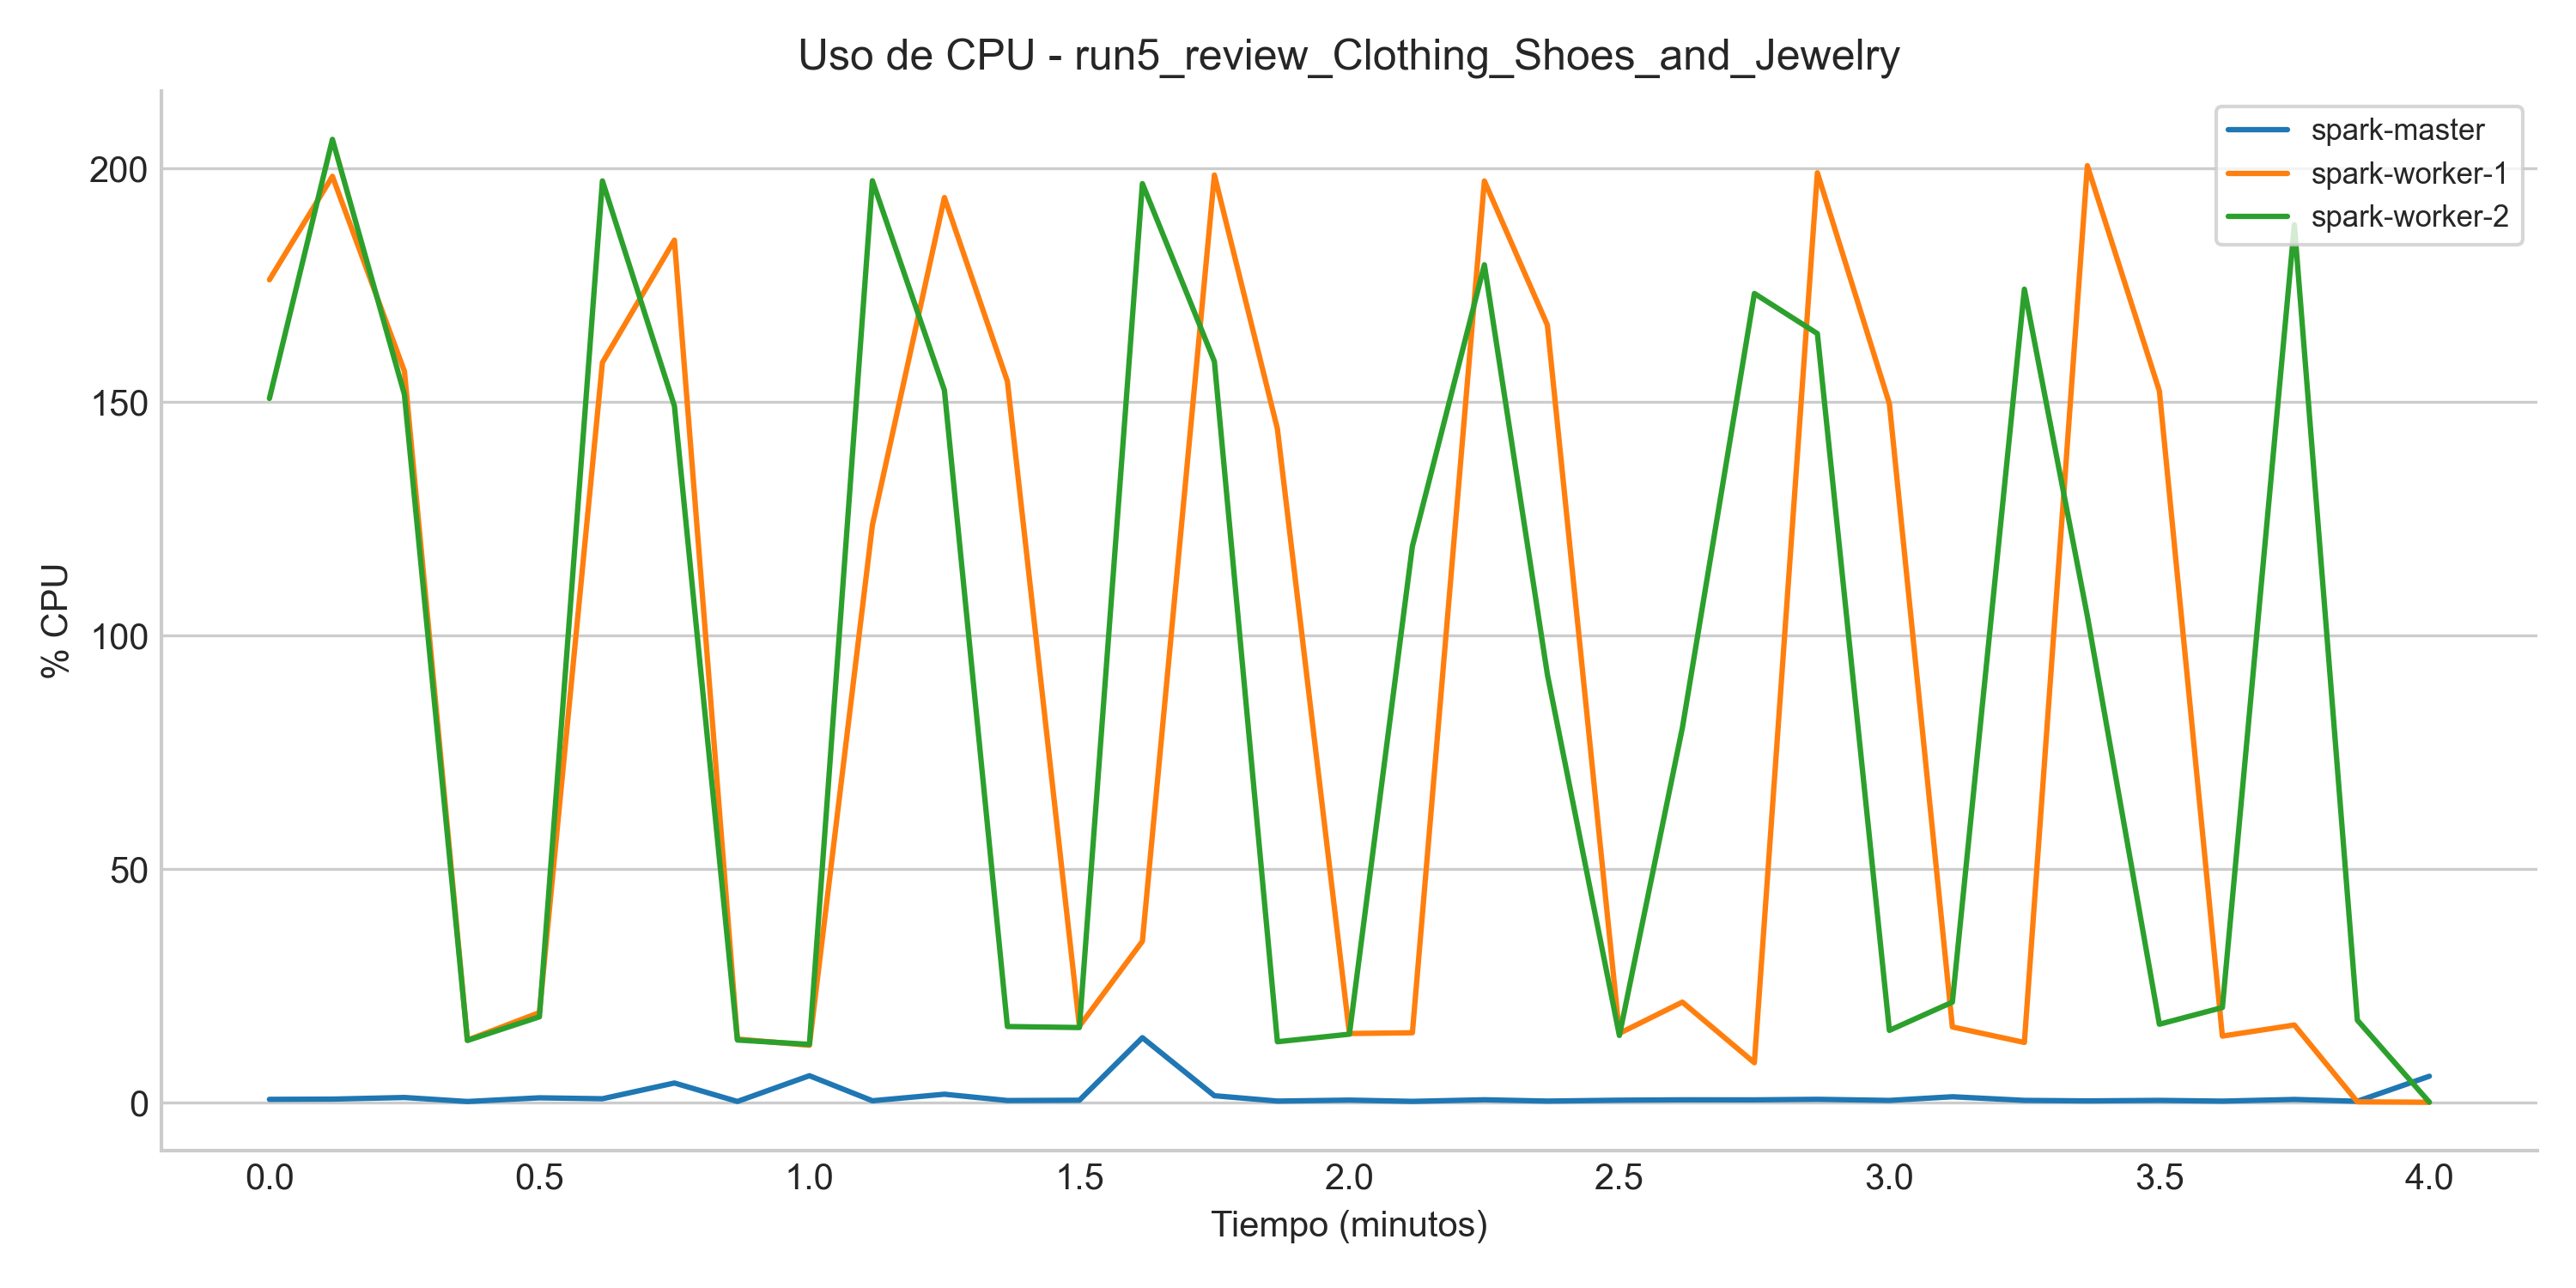 Uso de CPU - run5_review_Clothing_Shoes_and_Jewelry
spark-master
spark-worker-1
spark-worker-2
% CPU
200
150
100
50
0
0.0 0.5 1.0 1.5 2.0 2.5 3.0 3.5 4.0
Tiempo (minutos)